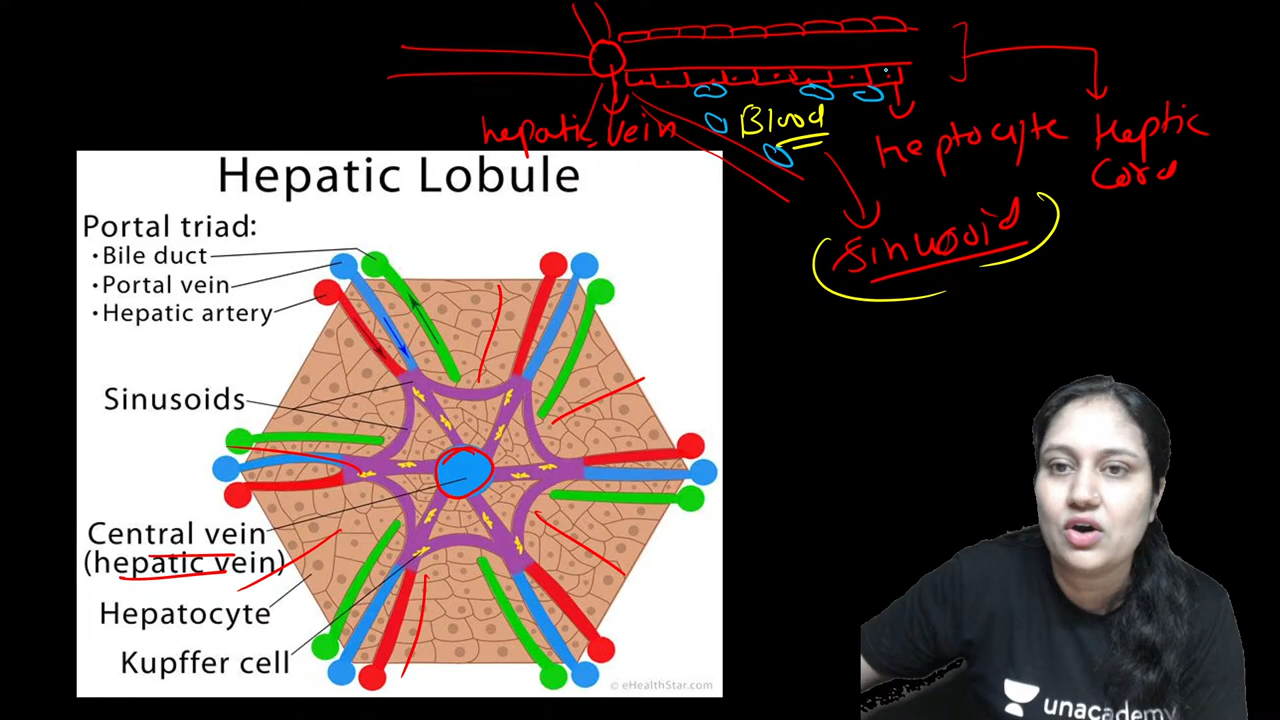 hepatic vein
Blood
Heptocyte
Heptic
Cord
Sinusoid
Hepatic Lobule
Portal triad:
• Bile duct
• Portal vein
• Hepatic artery
Sinusoids
Central vein
(hepatic vein)
Hepatocyte
Kupffer cell
© eHealthStar.com
unacademy